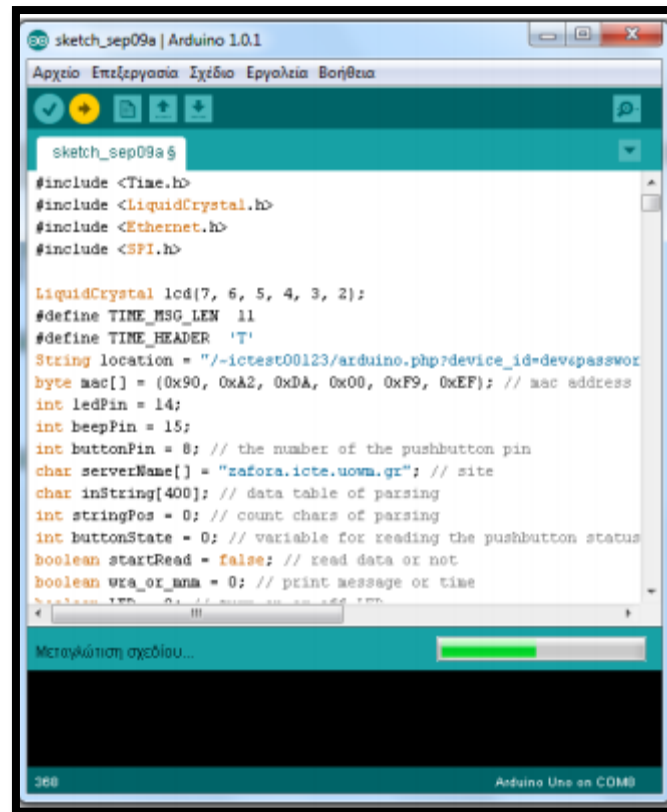 sketch_sep09a | Arduino 1.0.1
Αρχείο Επεξεργασία Σχέδιο Εργαλεία Βοήθεια
sketch_sep09a §
#include <Time.h>
#include <LiquidCrystal.h>
#include <Ethernet.h>
#include <SPI.h>
LiquidCrystal lcd(7, 6, 5, 4, 3, 2);
#define TIME_MSG_LEN 11
#define TIME_HEADER 'T'
String location = "/~ictest00123/arduino.php?device_id=dev&passwor
byte mac[] = {0x90, 0xA2, 0xDA, 0x00, 0xF9, 0xEF}; // mac address
int ledPin = 14;
int beepPin = 15;
int buttonPin = 8; // the number of the pushbutton pin
char serverName[] = "zafora.icte.uowm.gr"; // site
char inString[400]; // data table of parsing
int stringPos = 0; // count chars of parsing
int buttonState = 0; // variable for reading the pushbutton status
boolean startRead = false; // read data or not
boolean wra_or_mnm = 0; // print message or time
Μεταγλώτιση σχεδίου...
368
Arduino Uno on COM8